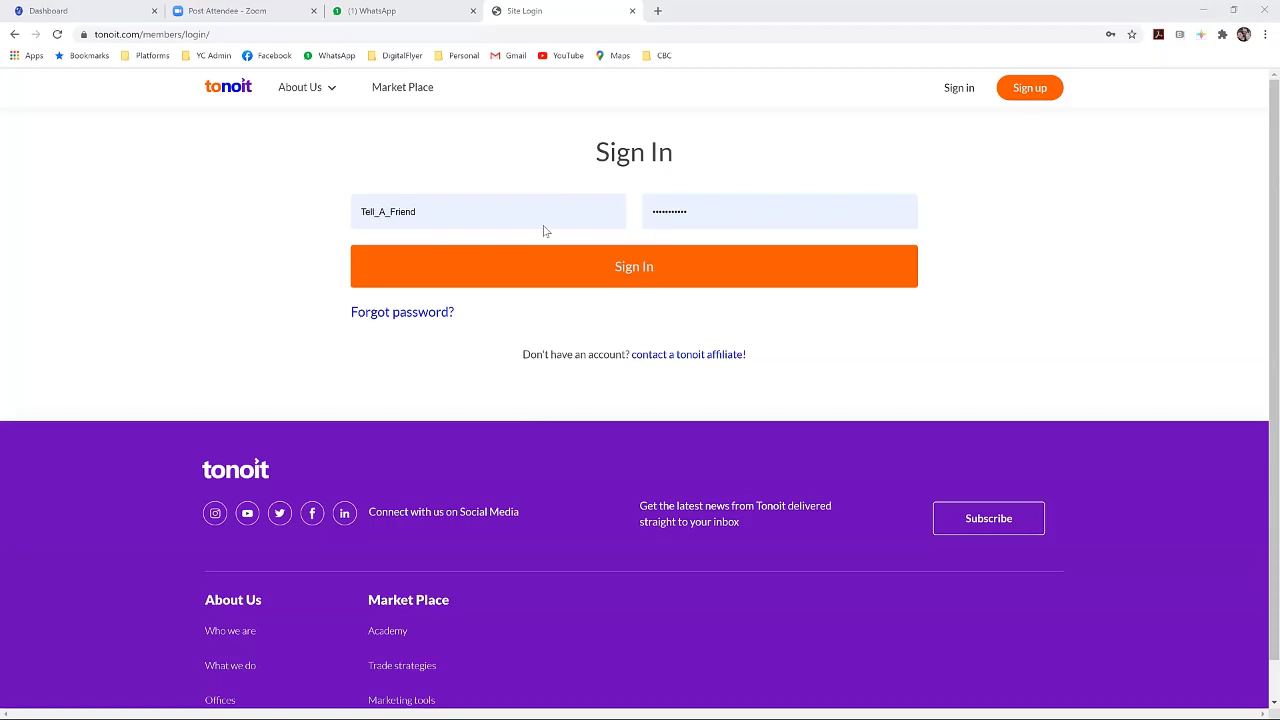 Dashboard
Post Attendee - Zoom
(1) WhatsApp
Site Login
tonoit.com/members/login/
Apps
Bookmarks
Platforms
YC Admin
Facebook
WhatsApp
DigitalFlyer
Personal
Gmail
YouTube
Maps
CBC
tonoit
About Us
Market Place
Sign in
Sign up
Sign In
Tell_A_Friend
•••••••••••
Sign In
Forgot password?
Don't have an account? contact a tonoit affiliate!
tonoit
Connect with us on Social Media
Get the latest news from Tonoit delivered
straight to your inbox
Subscribe
About Us
Market Place
Who we are
Academy
What we do
Trade strategies
Offices
Marketing tools